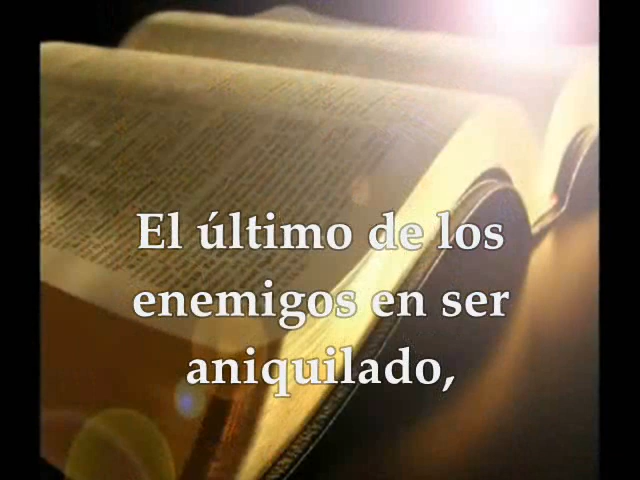 El último de los
enemigos en ser
aniquilado,